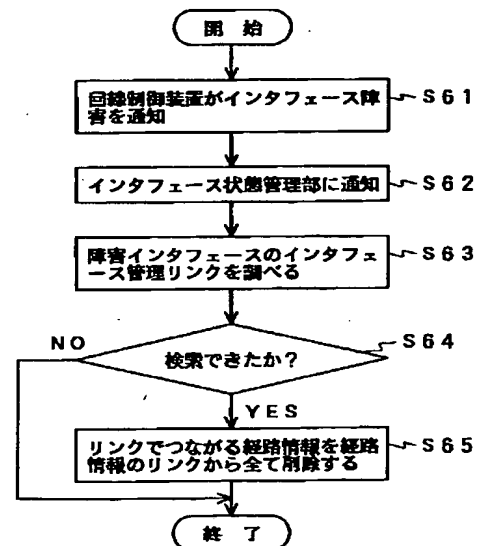 開 始
回線制御装置がインタフェース障
害を通知
S61
インタフェース状態管理部に通知
S62
障害インタフェースのインタフェ
ース管理リンクを調べる
S63
検索できたか？
S64
NO
YES
リンクでつながる経路情報を経路
情報のリンクから全て削除する
S65
終 了